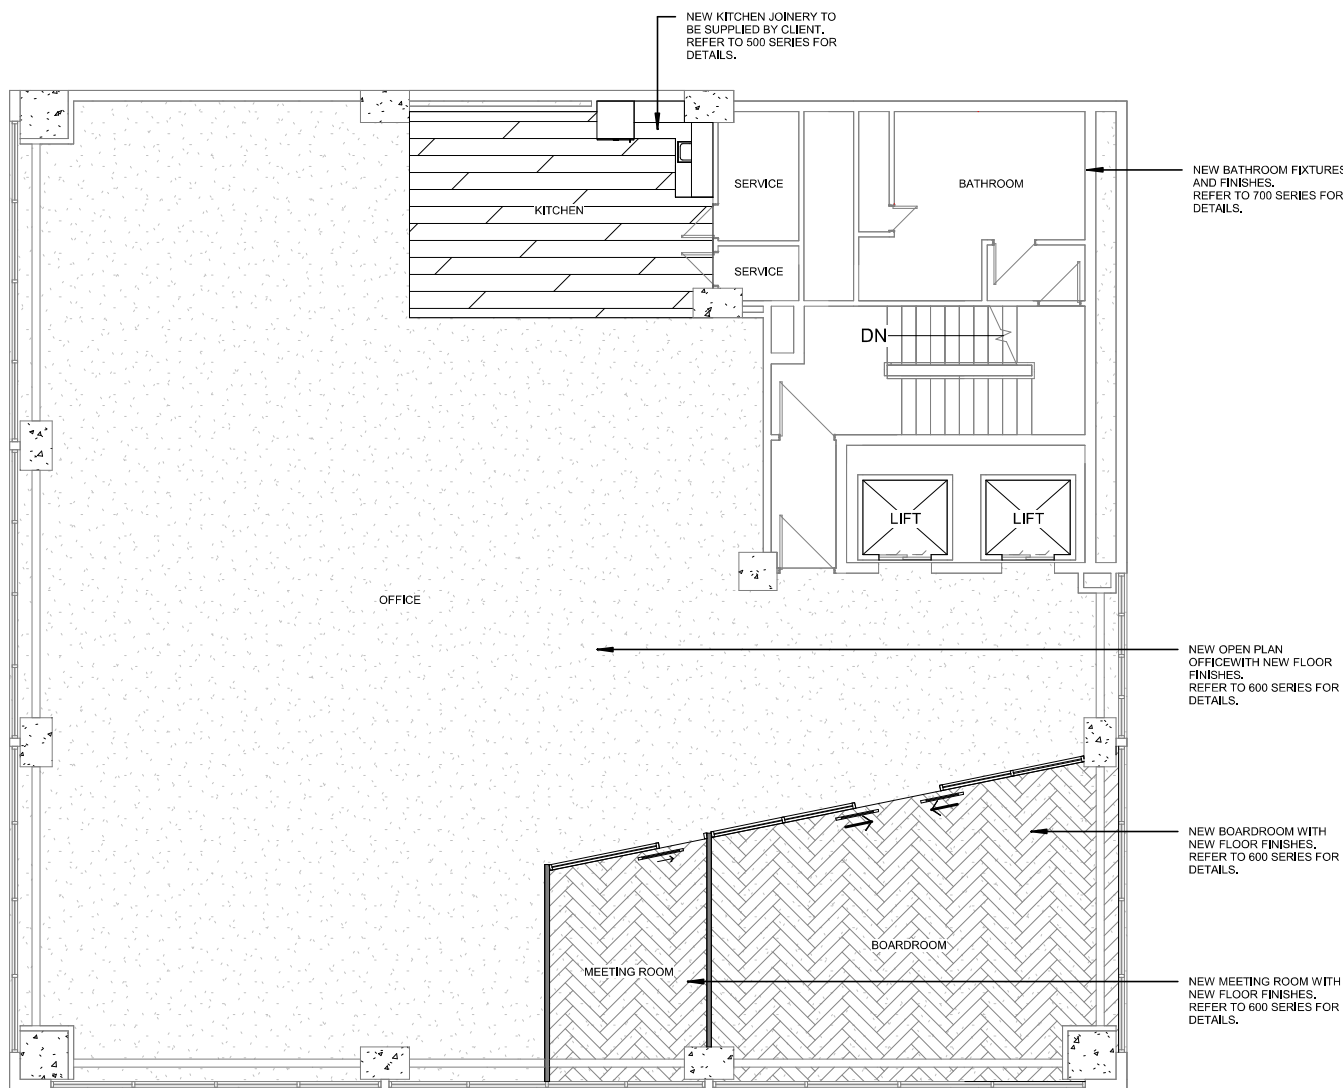 NEW KITCHEN JOINERY TO
BE SUPPLIED BY CLIENT.
REFER TO 500 SERIES FOR
DETAILS.
SERVICE
BATHROOM
NEW BATHROOM FIXTURES
AND FINISHES.
REFER TO 700 SERIES FOR
DETAILS.
KITCHEN
SERVICE
DN
LIFT
LIFT
OFFICE
NEW OPEN PLAN
OFFICEWITH NEW FLOOR
FINISHES.
REFER TO 600 SERIES FOR
DETAILS.
NEW BOARDROOM WITH
NEW FLOOR FINISHES.
REFER TO 600 SERIES FOR
DETAILS.
BOARDROOM
MEETING ROOM
NEW MEETING ROOM WITH
NEW FLOOR FINISHES.
REFER TO 600 SERIES FOR
DETAILS.